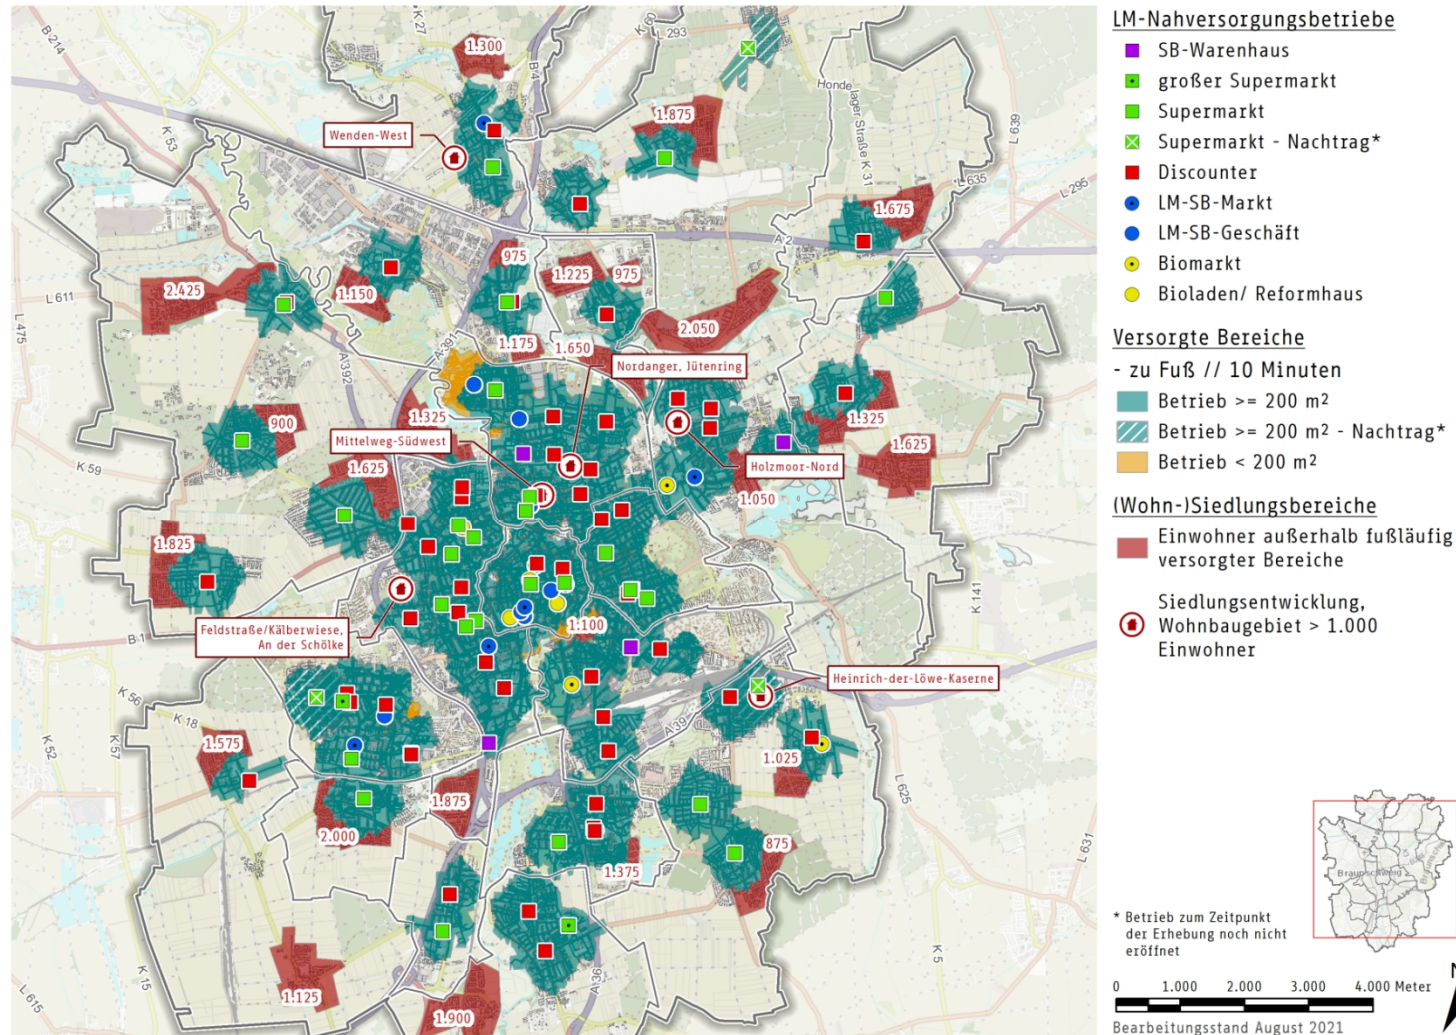 LM-Nahversorgungsbetriebe
SB-Warenhaus
großer Supermarkt
Supermarkt
Supermarkt - Nachtrag*
Discounter
LM-SB-Markt
LM-SB-Geschäft
Biomarkt
Bioladen/ Reformhaus
Versorgte Bereiche
- zu Fuß // 10 Minuten
Betrieb >= 200 m²
Betrieb >= 200 m² - Nachtrag*
Betrieb < 200 m²
(Wohn-)Siedlungsbereiche
Einwohner außerhalb fußläufig
versorgter Bereiche
Siedlungsentwicklung,
Wohnbaugebiet > 1.000
Einwohner
Braunschweig
* Betrieb zum Zeitpunkt
der Erhebung noch nicht
eröffnet
N
0 1.000 2.000 3.000 4.000 Meter
Bearbeitungsstand August 2021
B 214
K 27
B 4
K 60
L 293
1.300
Honde lager Straße K 31
L 639
1.875
Wenden-West
K 53
L 635
L 295
1.675
A 2
975
1.225
975
2.425
1.150
L 611
L 475
2.050
1.175
1.650
A 391
A392
Nordanger, Jütenring
1.325
1.325
900
Mittelweg-Südwest
1.625
K 59
1.625
Holzmoor-Nord
1.050
1.825
K 141
B 1
Feldstraße/Kälberwiese,
An der Schölke
1:100
Heinrich-der-Löwe-Kaserne
K 56
K 18
A39
K 52
K 57
1.575
1.025
L 625
1.875
2.000
875
L 631
1.375
K 15
K 5
A 36
L 615
1.125
1.900